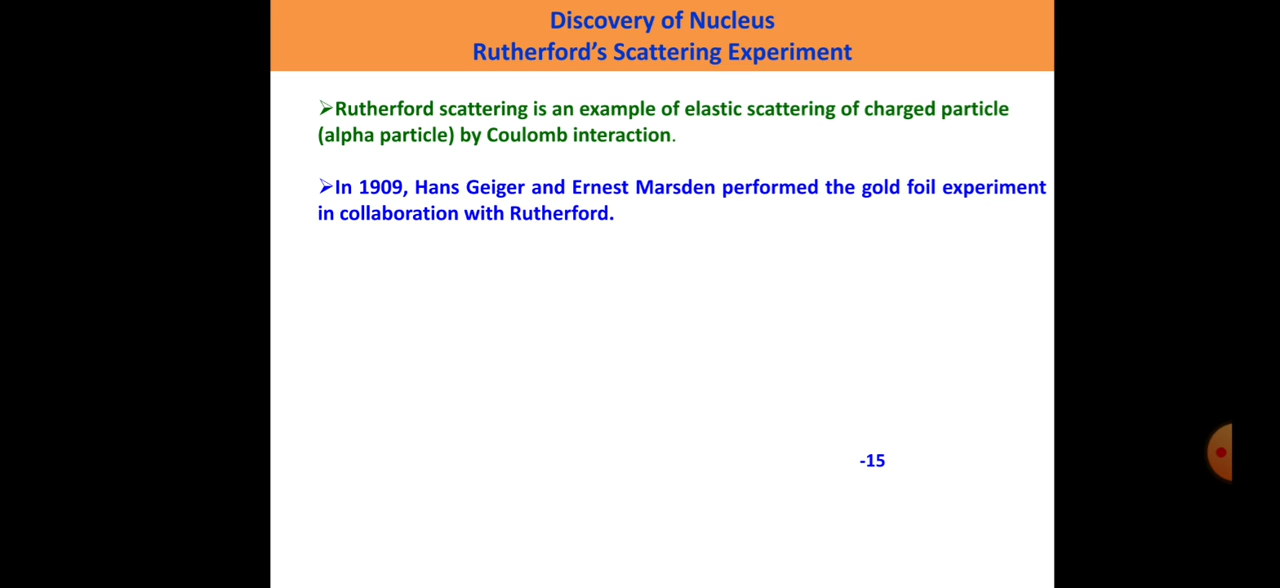 Discovery of Nucleus
Rutherford’s Scattering Experiment
➢Rutherford scattering is an example of elastic scattering of charged particle
(alpha particle) by Coulomb interaction.
➢In 1909, Hans Geiger and Ernest Marsden performed the gold foil experiment
in collaboration with Rutherford.
-15